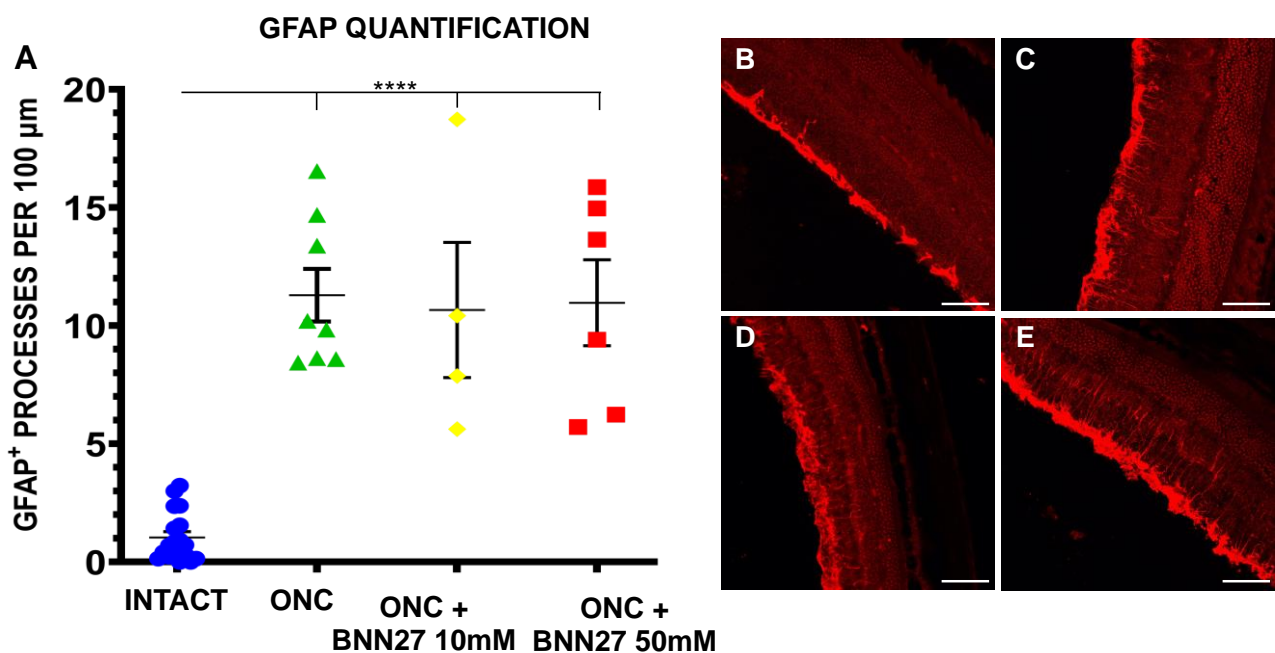 GFAP QUANTIFICATION
A
****
GFAP⁺ PROCESSES PER 100 µm
20
15
10
5
0
INTACT
ONC
ONC +
BNN27 10mM
ONC +
BNN27 50mM
B
C
D
E